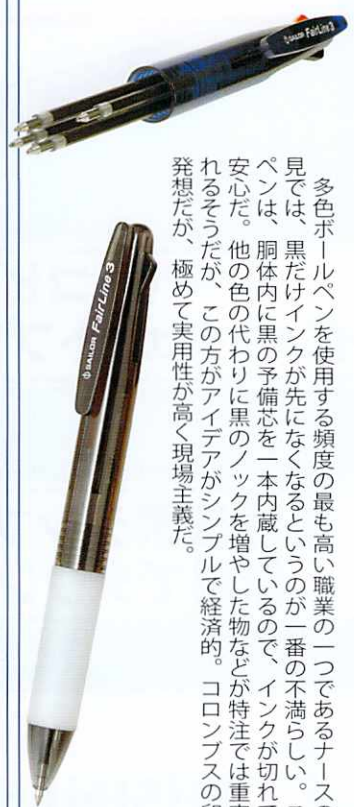 SAILOR FairLine 3
多色ボールペンを使用する頻度の最も高い職業の一つであるナース
見では、黒だけインクが先になくなるというのが一番の不満らしい。
ペンは、胴体内に黒の予備芯を一本内蔵しているので、インクが切れ
安心だ。他の色の代わりに黒のノックを増やした物などが特注では重
れるそうだが、この方がアイデアがシンプルで経済的。コロンブスの
発想だが、極めて実用性が高く現場主義だ。
SAILOR FairLine 3